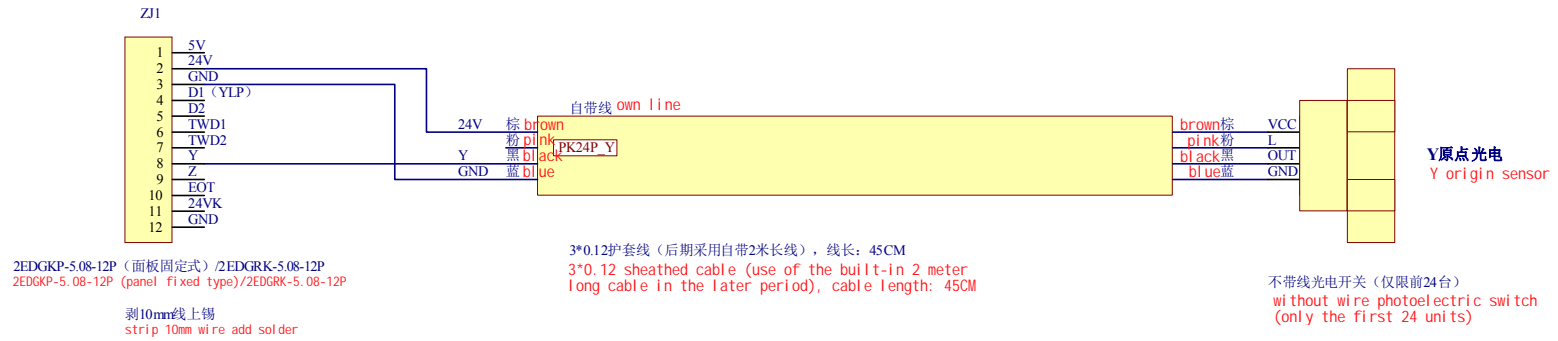 ZJ1
1 5V
2 24V
3 GND
4 D1（YLP）
5 D2
6 TWD1
7 TWD2
8 Y
9 Z
10 EOT
11 24VK
12 GND
2EDGKP-5.08-12P（面板固定式）/2EDGRK-5.08-12P
2EDGKP-5.08-12P (panel fixed type)/2EDGRK-5.08-12P
剥10mm线上锡
strip 10mm wire add solder
自带线 own line
24V 棕 brown
粉 pink
Y 黑 black
GND 蓝 blue
PK24P_Y
3*0.12护套线（后期采用自带2米长线），线长：45CM
3*0.12 sheathed cable (use of the built-in 2 meter
long cable in the later period), cable length: 45CM
brown棕 VCC
pink粉 L
black黑 OUT
blue蓝 GND
Y原点光电
Y origin sensor
不带线光电开关（仅限前24台）
without wire photoelectric switch
(only the first 24 units)